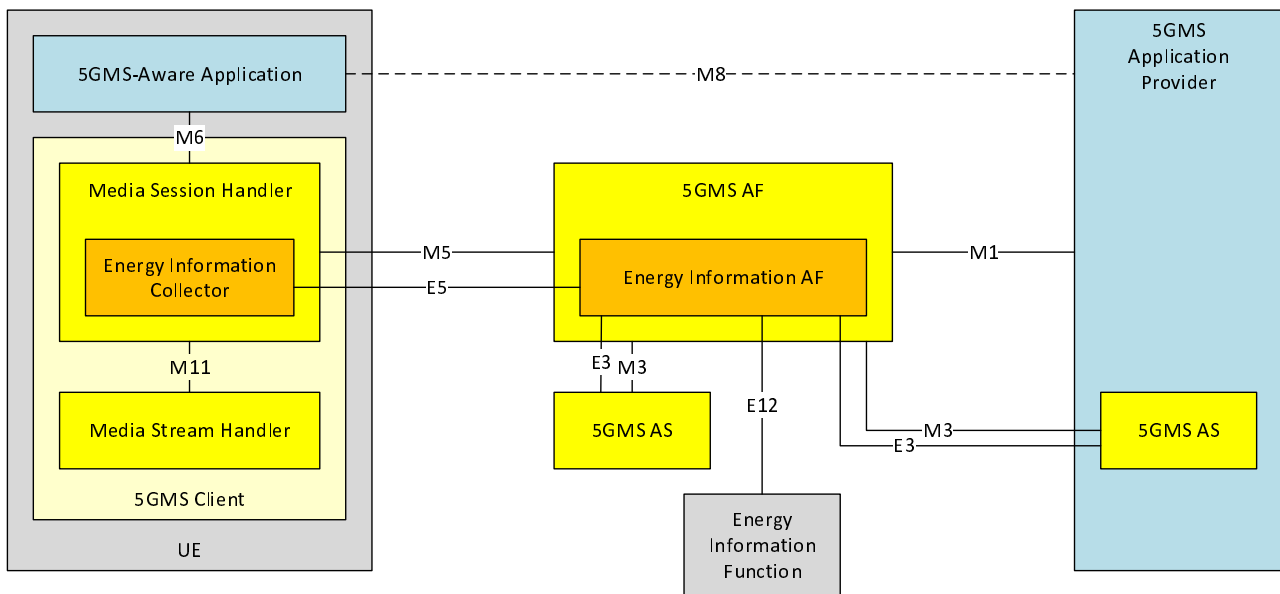 5GMS-Aware Application
M8
5GMS
Application
Provider
M6
Media Session Handler
5GMS AF
Energy Information
Collector
M5
Energy Information AF
M1
E5
M11
E3
M3
Media Stream Handler
5GMS AS
E12
M3
E3
5GMS AS
5GMS Client
UE
Energy
Information
Function